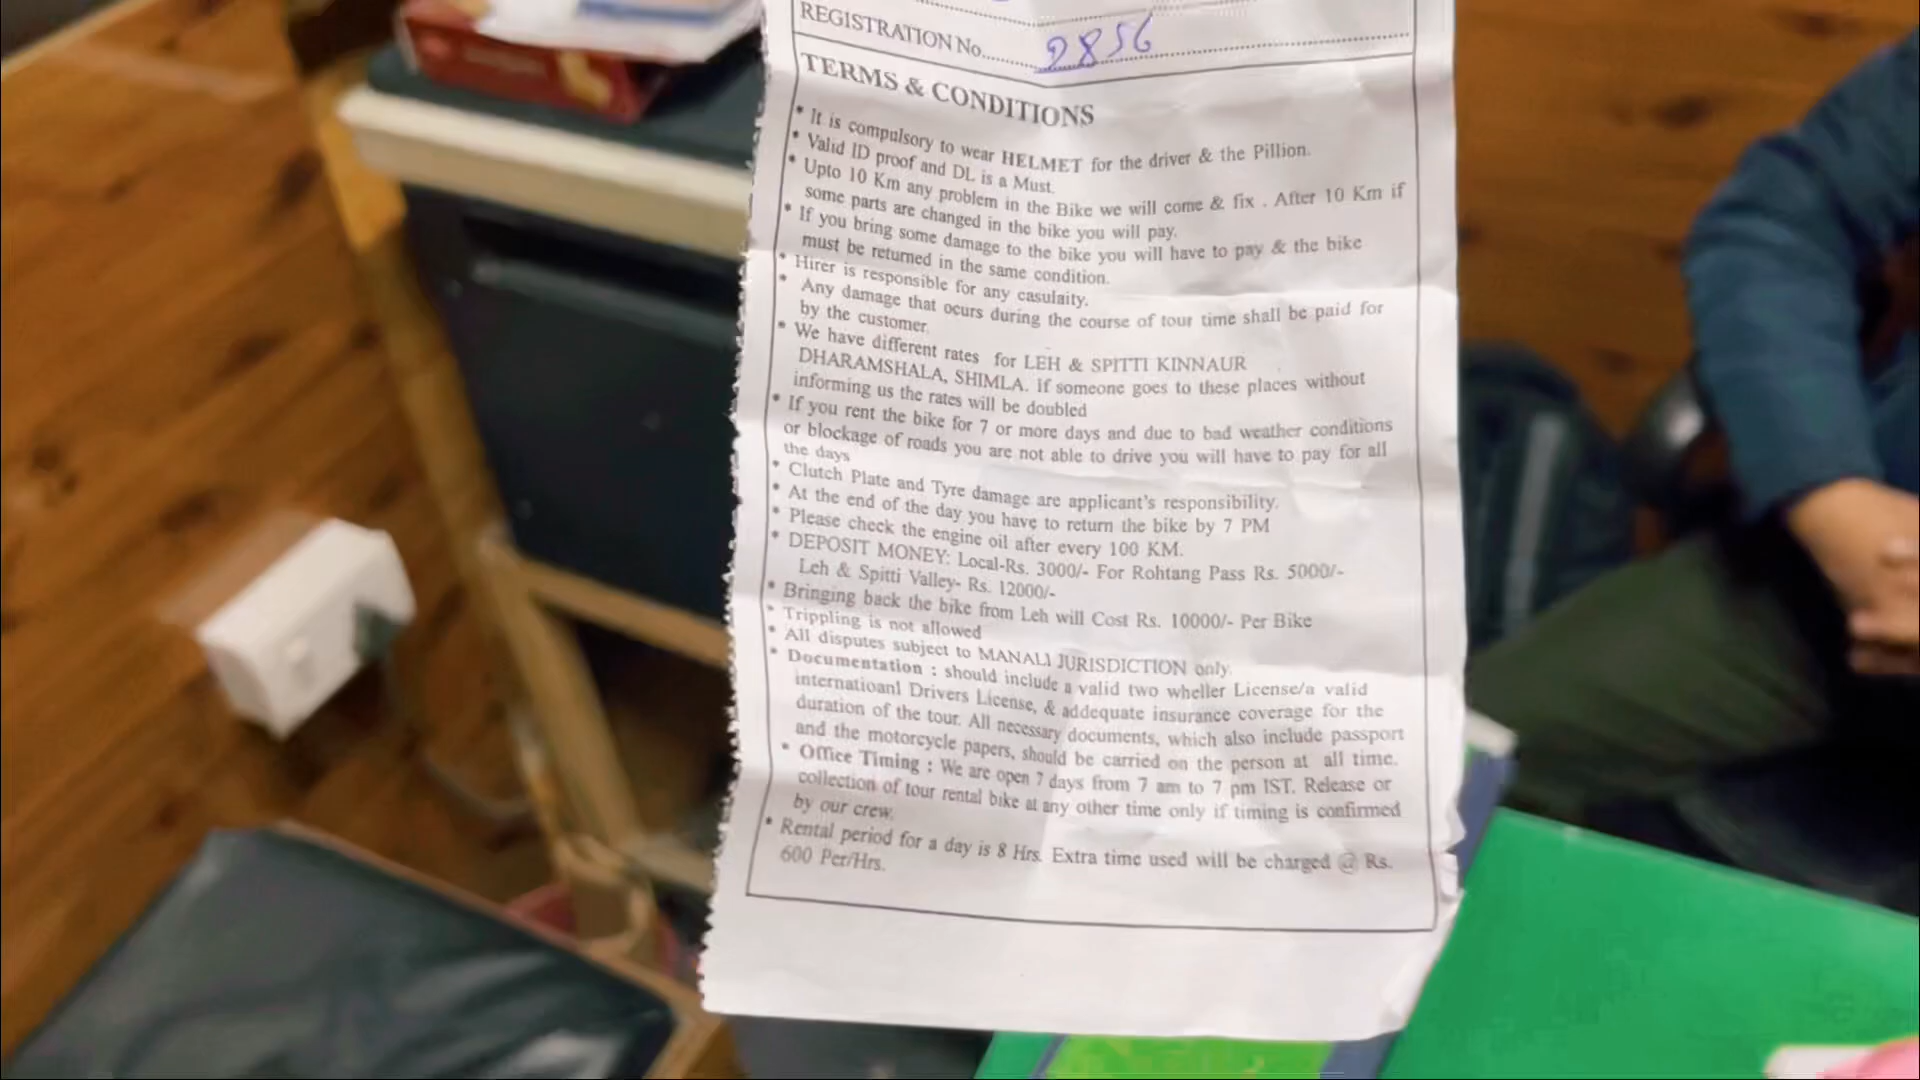 REGISTRATION No. 2856
TERMS & CONDITIONS
* It is compulsory to wear HELMET for the driver & the Pillion.
* Valid ID proof and DL is a Must.
* Upto 10 Km any problem in the Bike we will come & fix . After 10 Km if
some parts are changed in the bike you will pay.
* If you bring some damage to the bike you will have to pay & the bike
must be returned in the same condition.
* Hirer is responsible for any casulaity.
* Any damage that ocurs during the course of tour time shall be paid for
by the customer.
* We have different rates for LEH & SPITTI KINNAUR
DHARAMSHALA, SHIMLA. if someone goes to these places without
informing us the rates will be doubled
* If you rent the bike for 7 or more days and due to bad weather conditions
or blockage of roads you are not able to drive you will have to pay for all
the days
* Clutch Plate and Tyre damage are applicant's responsibility.
* At the end of the day you have to return the bike by 7 PM
* Please check the engine oil after every 100 KM.
* DEPOSIT MONEY: Local-Rs. 3000/- For Rohtang Pass Rs. 5000/-
Leh & Spitti Valley- Rs. 12000/-
* Bringing back the bike from Leh will Cost Rs. 10000/- Per Bike
* Trippling is not allowed
* All disputes subject to MANALI JURISDICTION only.
* Documentation : should include a valid two wheller License/a valid
internatioanl Drivers License, & addequate insurance coverage for the
duration of the tour. All necessary documents, which also include passport
and the motorcycle papers, should be carried on the person at all time.
* Office Timing : We are open 7 days from 7 am to 7 pm IST. Release or
collection of tour rental bike at any other time only if timing is confirmed
by our crew.
* Rental period for a day is 8 Hrs. Extra time used will be charged @ Rs.
600 Per/Hrs.